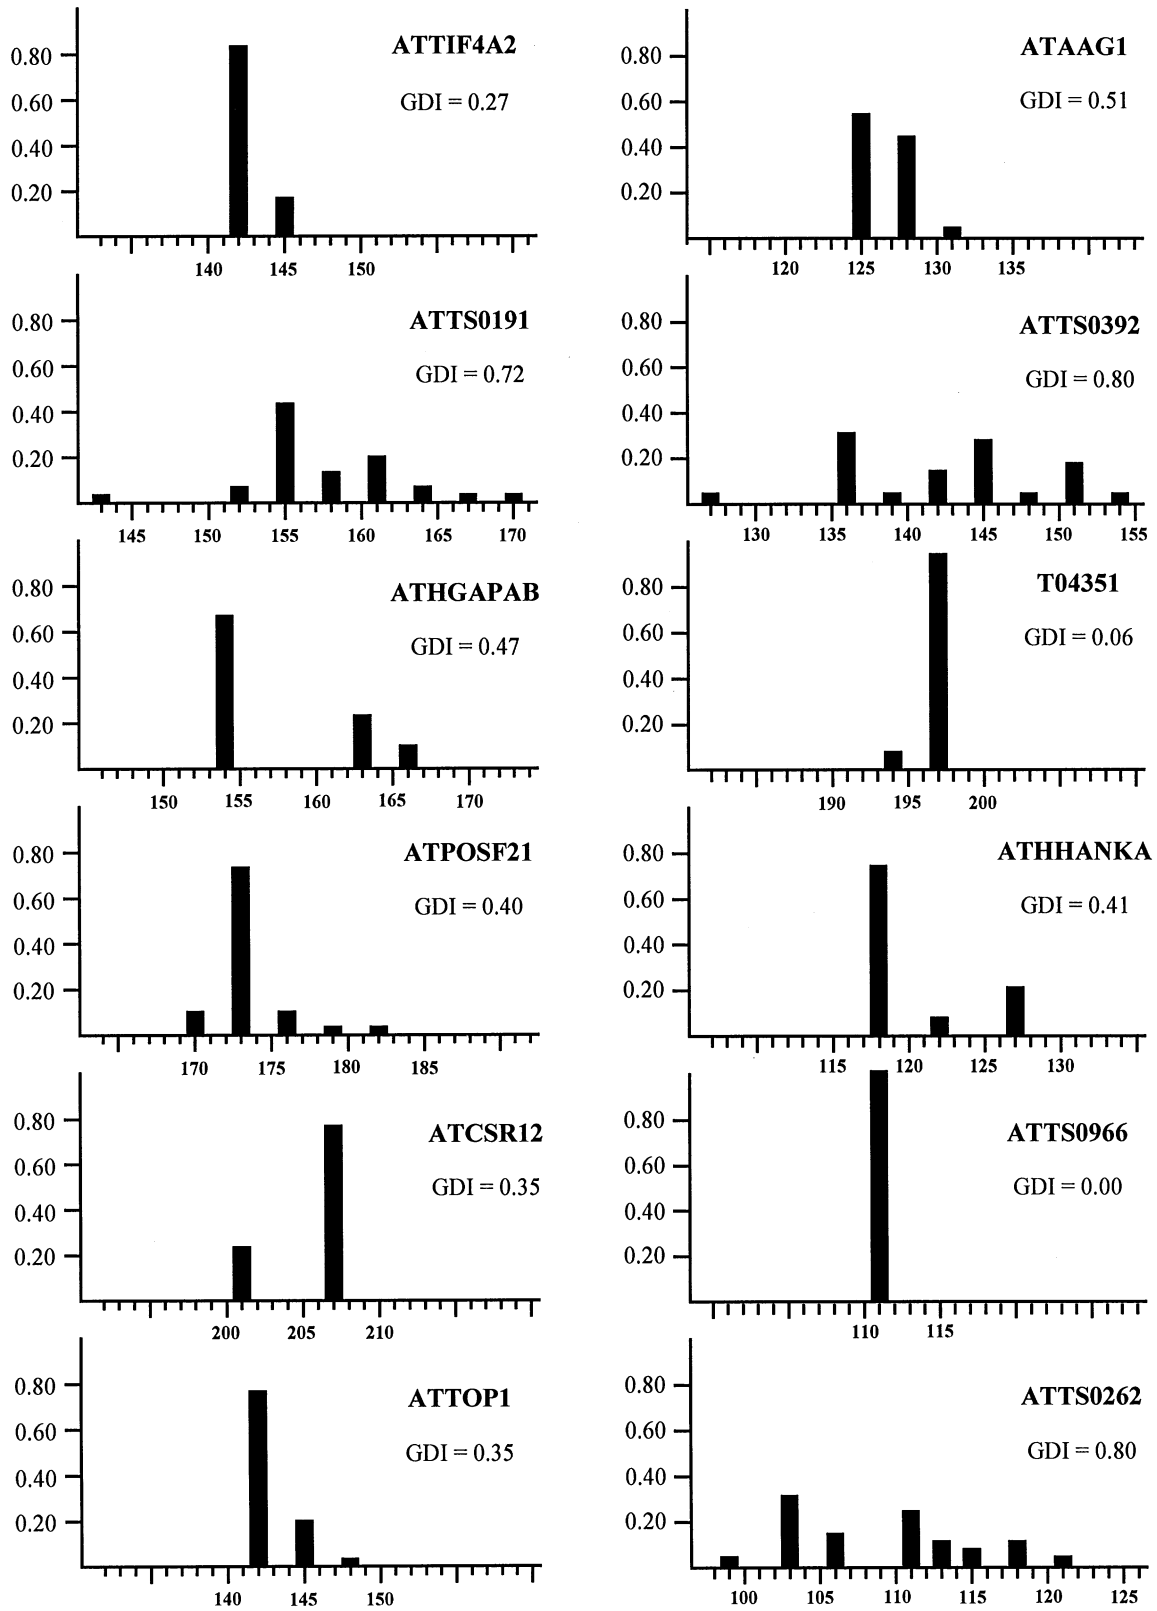 ATTIF4A2
GDI = 0.27
0.80
0.60
0.40
0.20
140 145 150
ATAAG1
GDI = 0.51
0.80
0.60
0.40
0.20
120 125 130 135
ATTS0191
GDI = 0.72
0.80
0.60
0.40
0.20
145 150 155 160 165 170
ATTS0392
GDI = 0.80
0.80
0.60
0.40
0.20
130 135 140 145 150 155
ATHGAPAB
GDI = 0.47
0.80
0.60
0.40
0.20
150 155 160 165 170
T04351
GDI = 0.06
0.80
0.60
0.40
0.20
190 195 200
ATPOSF21
GDI = 0.40
0.80
0.60
0.40
0.20
170 175 180 185
ATHHANKA
GDI = 0.41
0.80
0.60
0.40
0.20
115 120 125 130
ATCSR12
GDI = 0.35
0.80
0.60
0.40
0.20
200 205 210
ATTS0966
GDI = 0.00
0.80
0.60
0.40
0.20
110 115
ATTOP1
GDI = 0.35
0.80
0.60
0.40
0.20
140 145 150
ATTS0262
GDI = 0.80
0.80
0.60
0.40
0.20
100 105 110 115 120 125